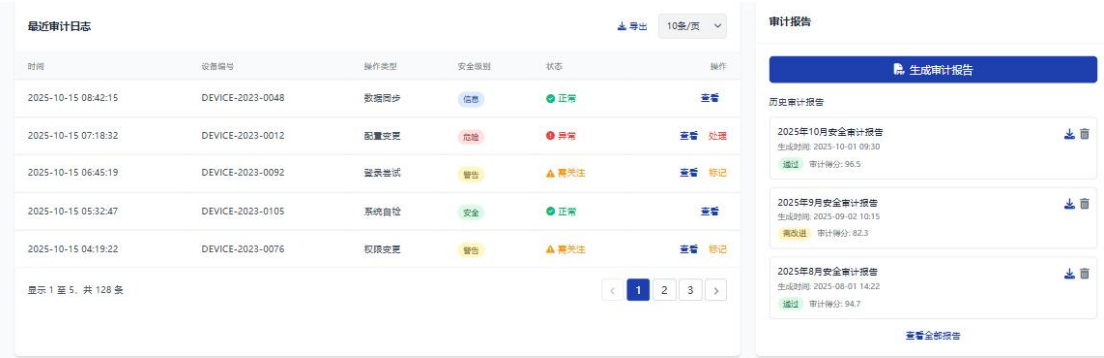 最近审计日志
导出 10条/页
时间 设备编号 操作类型 安全级别 状态 操作
2025-10-15 08:42:15 DEVICE-2023-0048 数据同步 信息 正常 查看
2025-10-15 07:18:32 DEVICE-2023-0012 配置变更 危险 异常 查看 处理
2025-10-15 06:45:19 DEVICE-2023-0092 登录尝试 警告 需关注 查看 标记
2025-10-15 05:32:47 DEVICE-2023-0105 系统自检 安全 正常 查看
2025-10-15 04:19:22 DEVICE-2023-0076 权限变更 警告 需关注 查看 标记
显示 1 至 5，共 128 条
1 2 3
审计报告
生成审计报告
历史审计报告
2025年10月安全审计报告
生成时间: 2025-10-01 09:30
通过 审计得分: 96.5
2025年9月安全审计报告
生成时间: 2025-09-02 10:15
需改进 审计得分: 82.3
2025年8月安全审计报告
生成时间: 2025-08-01 14:22
通过 审计得分: 94.7
查看全部报告